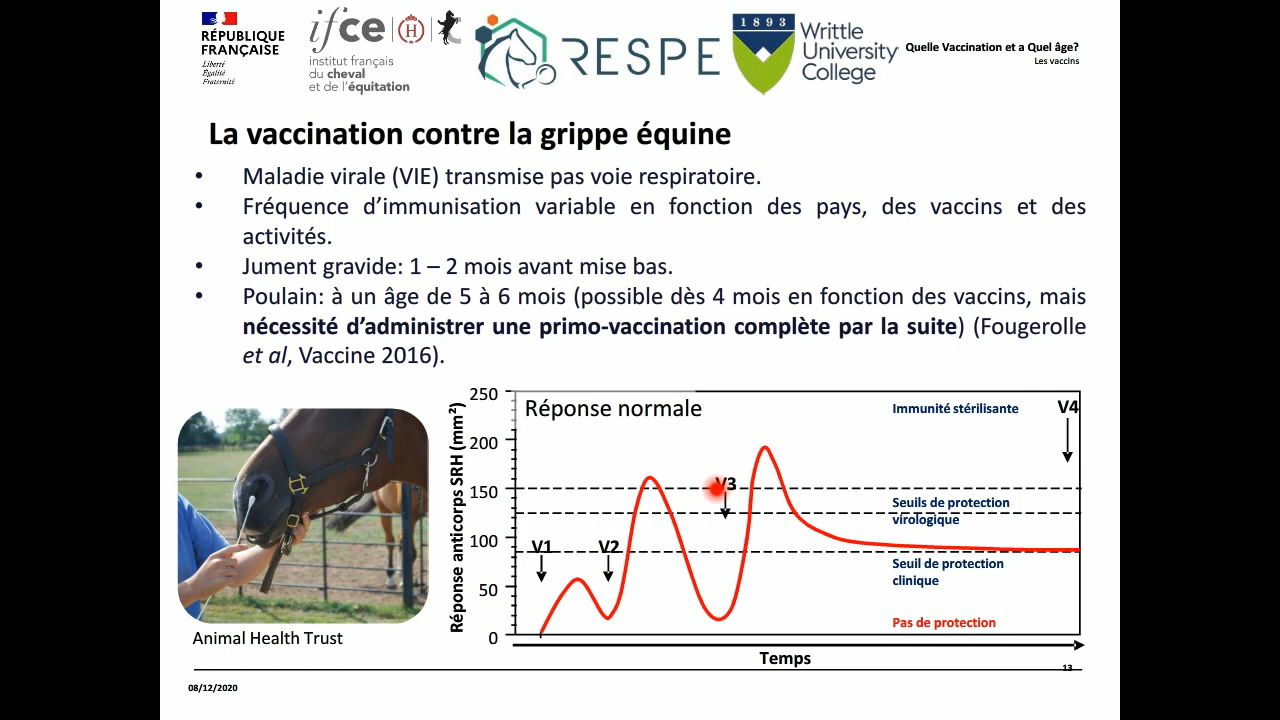 RÉPUBLIQUE
FRANÇAISE
Liberté
Égalité
Fraternité
ifce
H
institut français
du cheval
et de l'équitation
RESPE
1893
Writtle
University
College
Quelle Vaccination et a Quel âge?
Les vaccins
La vaccination contre la grippe équine
• Maladie virale (VIE) transmise pas voie respiratoire.
• Fréquence d'immunisation variable en fonction des pays, des vaccins et des
activités.
• Jument gravide: 1 – 2 mois avant mise bas.
• Poulain: à un âge de 5 à 6 mois (possible dès 4 mois en fonction des vaccins, mais
nécessité d'administrer une primo-vaccination complète par la suite) (Fougerolle
et al, Vaccine 2016).
Réponse anticorps SRH (mm²)
250
200
150
100
50
0
Réponse normale
V1
V2
V3
V4
Immunité stérilisante
Seuils de protection
virologique
Seuil de protection
clinique
Pas de protection
Temps
Animal Health Trust
13
08/12/2020